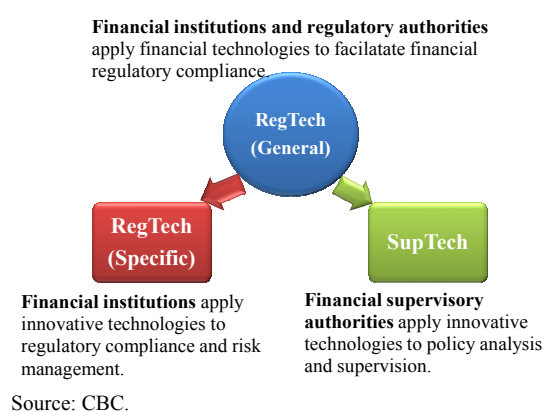 Financial institutions and regulatory authorities
apply financial technologies to facilatate financial
regulatory compliance.
RegTech
(General)
RegTech
(Specific)
SupTech
Financial institutions apply
innovative technologies to
regulatory compliance and risk
management.
Financial supervisory
authorities apply innovative
technologies to policy analysis
and supervision.
Source: CBC.